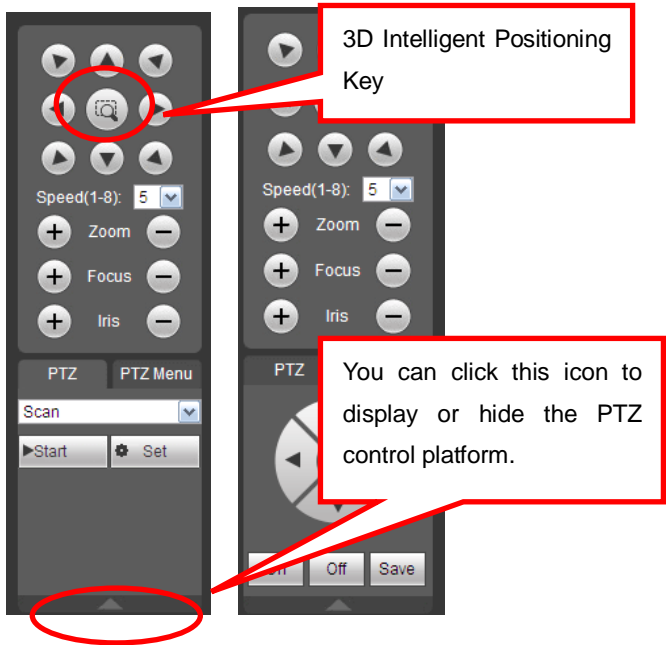 3D Intelligent Positioning
Key
Speed(1-8): 5
Zoom
Focus
Iris
PTZ PTZ Menu
Scan
Start Set
Speed(1-8): 5
Zoom
Focus
Iris
PTZ
You can click this icon to
display or hide the PTZ
control platform.
Off Save